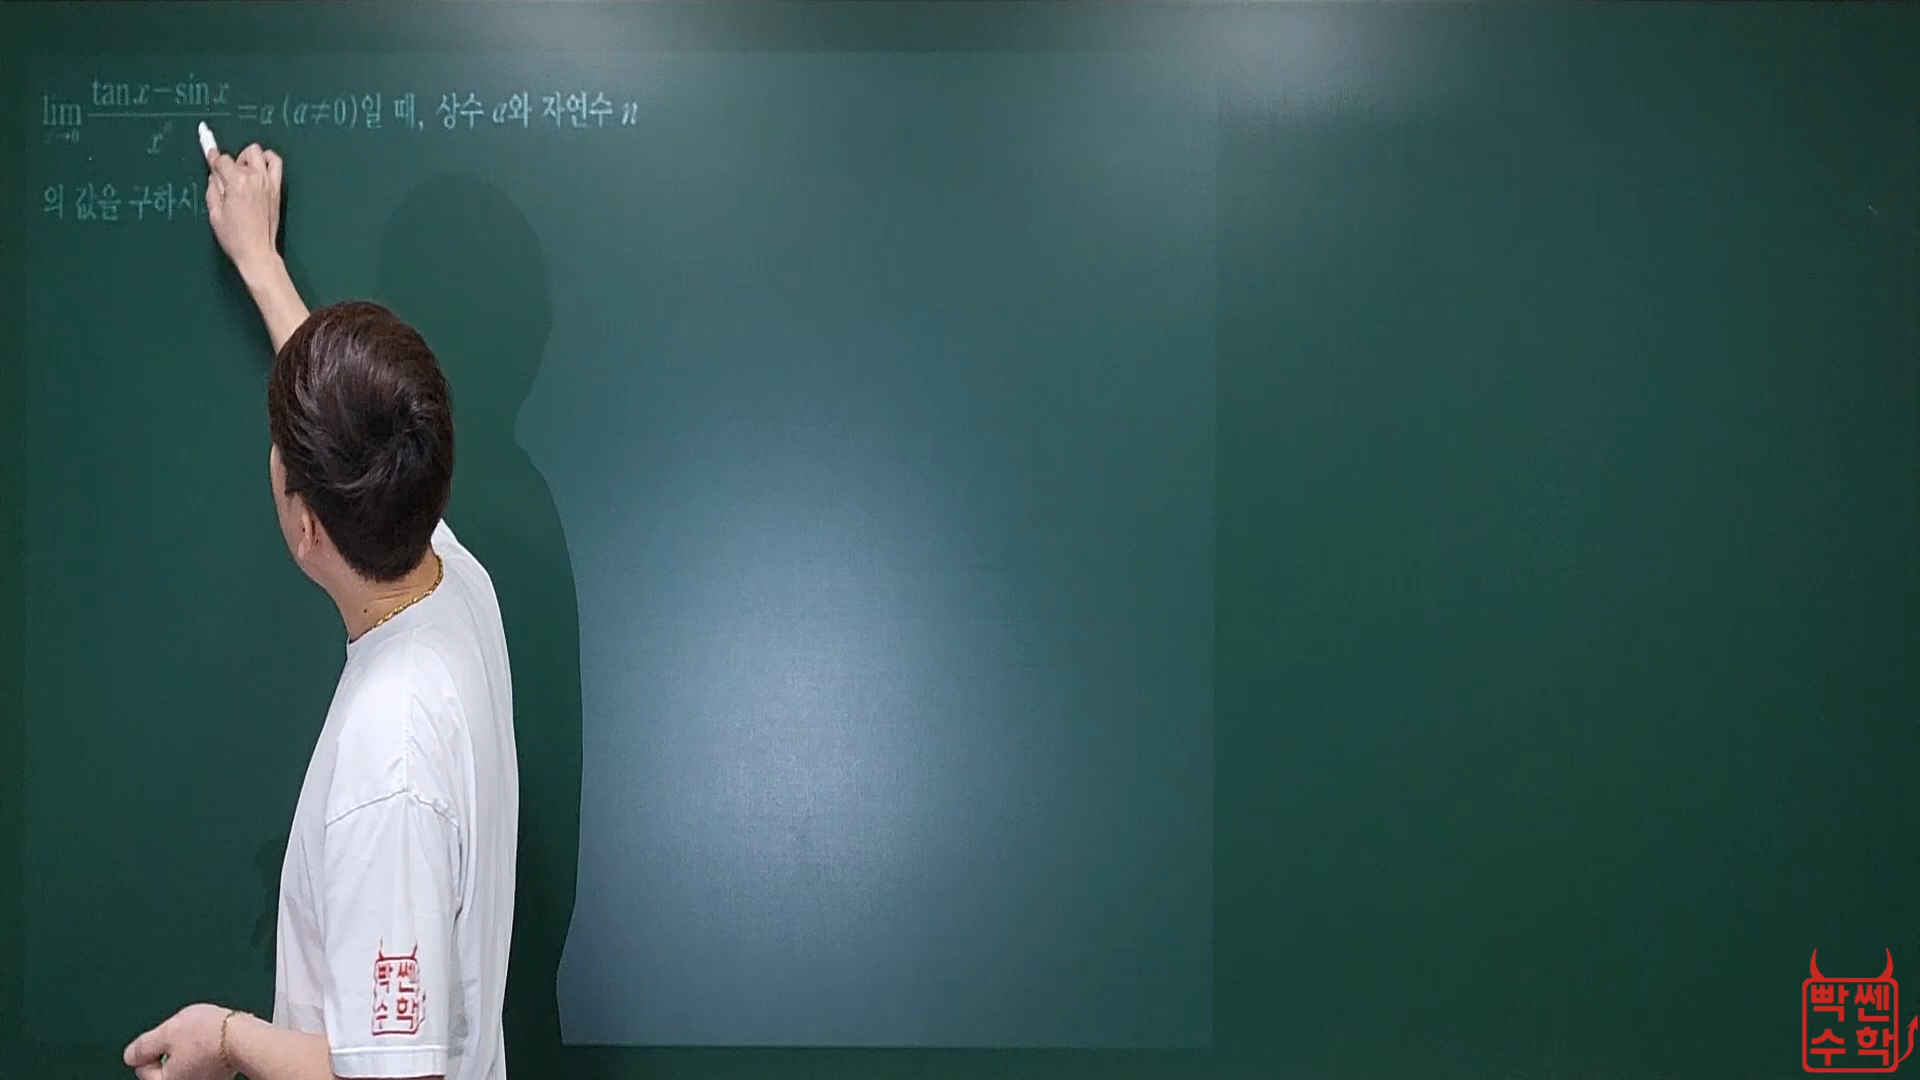 lim x→0 (tan x − sin x)/xⁿ = a (a≠0)일 때, 상수 a와 자연수 n
의 값을 구하시
빡쎈
수학
빡쎈
수학